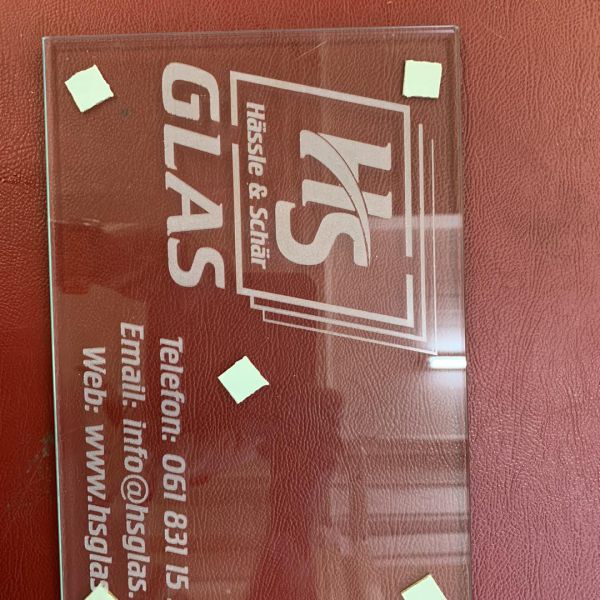 HS
Hässle & Schär
GLAS
Telefon: 061 831 15
Email: info@hsglas.
Web: www.hsglas